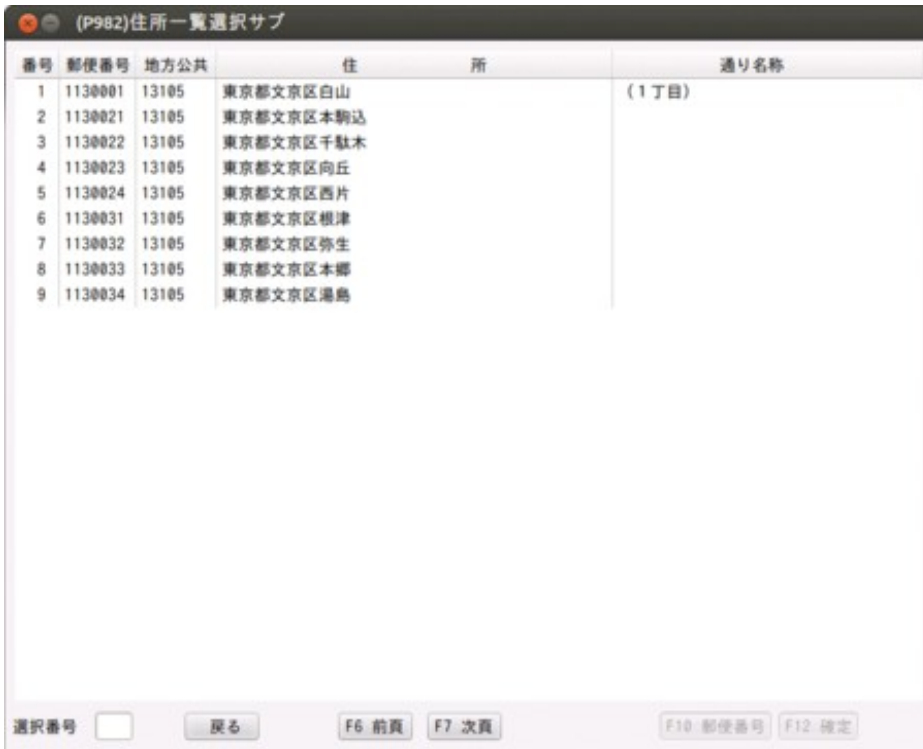 (P982)住所一覧選択サブ
番号 郵便番号 地方公共 住 所 通り名称
1 1130001 13105 東京都文京区白山 (1丁目)
2 1130021 13105 東京都文京区本駒込
3 1130022 13105 東京都文京区千駄木
4 1130023 13105 東京都文京区向丘
5 1130024 13105 東京都文京区西片
6 1130031 13105 東京都文京区根津
7 1130032 13105 東京都文京区弥生
8 1130033 13105 東京都文京区本郷
9 1130034 13105 東京都文京区湯島
選択番号 戻る F6 前頁 F7 次頁 F10 郵便番号 F12 確定